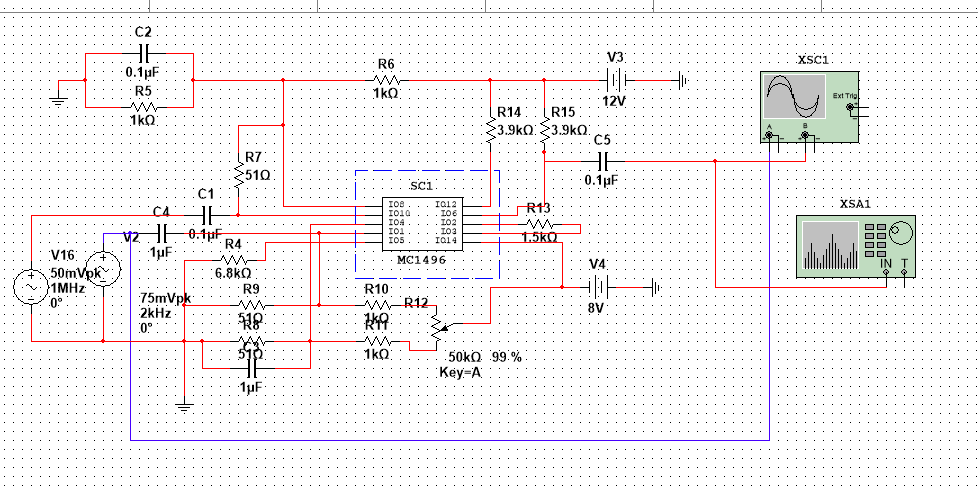 C2
0.1µF
R5
1kΩ
R6
1kΩ
V3
12V
XSC1
Ext Trig
A
B
R14
3.9kΩ
R15
3.9kΩ
C5
0.1µF
R7
51Ω
SC1
IO8
IO10
IO4
IO1
IO5
IO12
IO6
IO2
IO3
IO14
MC1496
C1
0.1µF
C4
1µF
R13
1.5kΩ
XSA1
IN
T
V2
75mVpk
2kHz
0°
V16
50mVpk
1MHz
0°
R4
6.8kΩ
V4
8V
R9
51Ω
R10
1kΩ
R12
50kΩ
99 %
Key=A
R8
51Ω
R11
1kΩ
C3
1µF